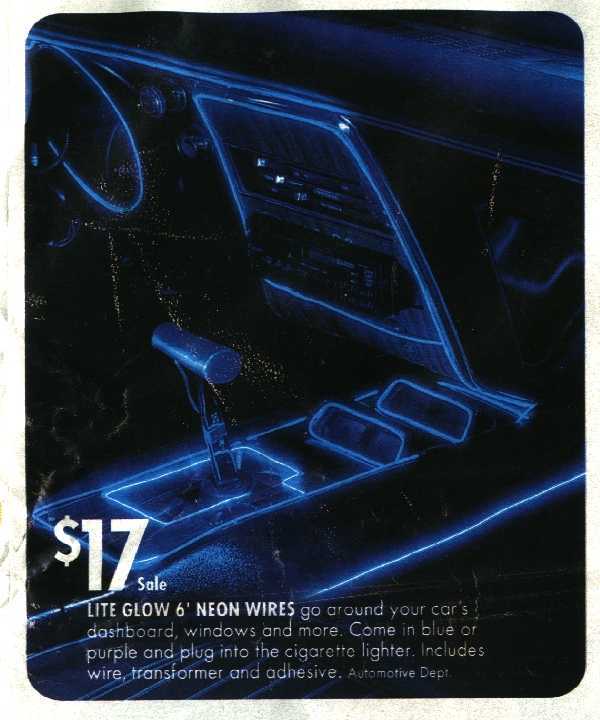 $17 Sale
LITE GLOW 6' NEON WIRES go around your car's
dashboard, windows and more. Come in blue or
purple and plug into the cigarette lighter. Includes
wire, transformer and adhesive. Automotive Dept.